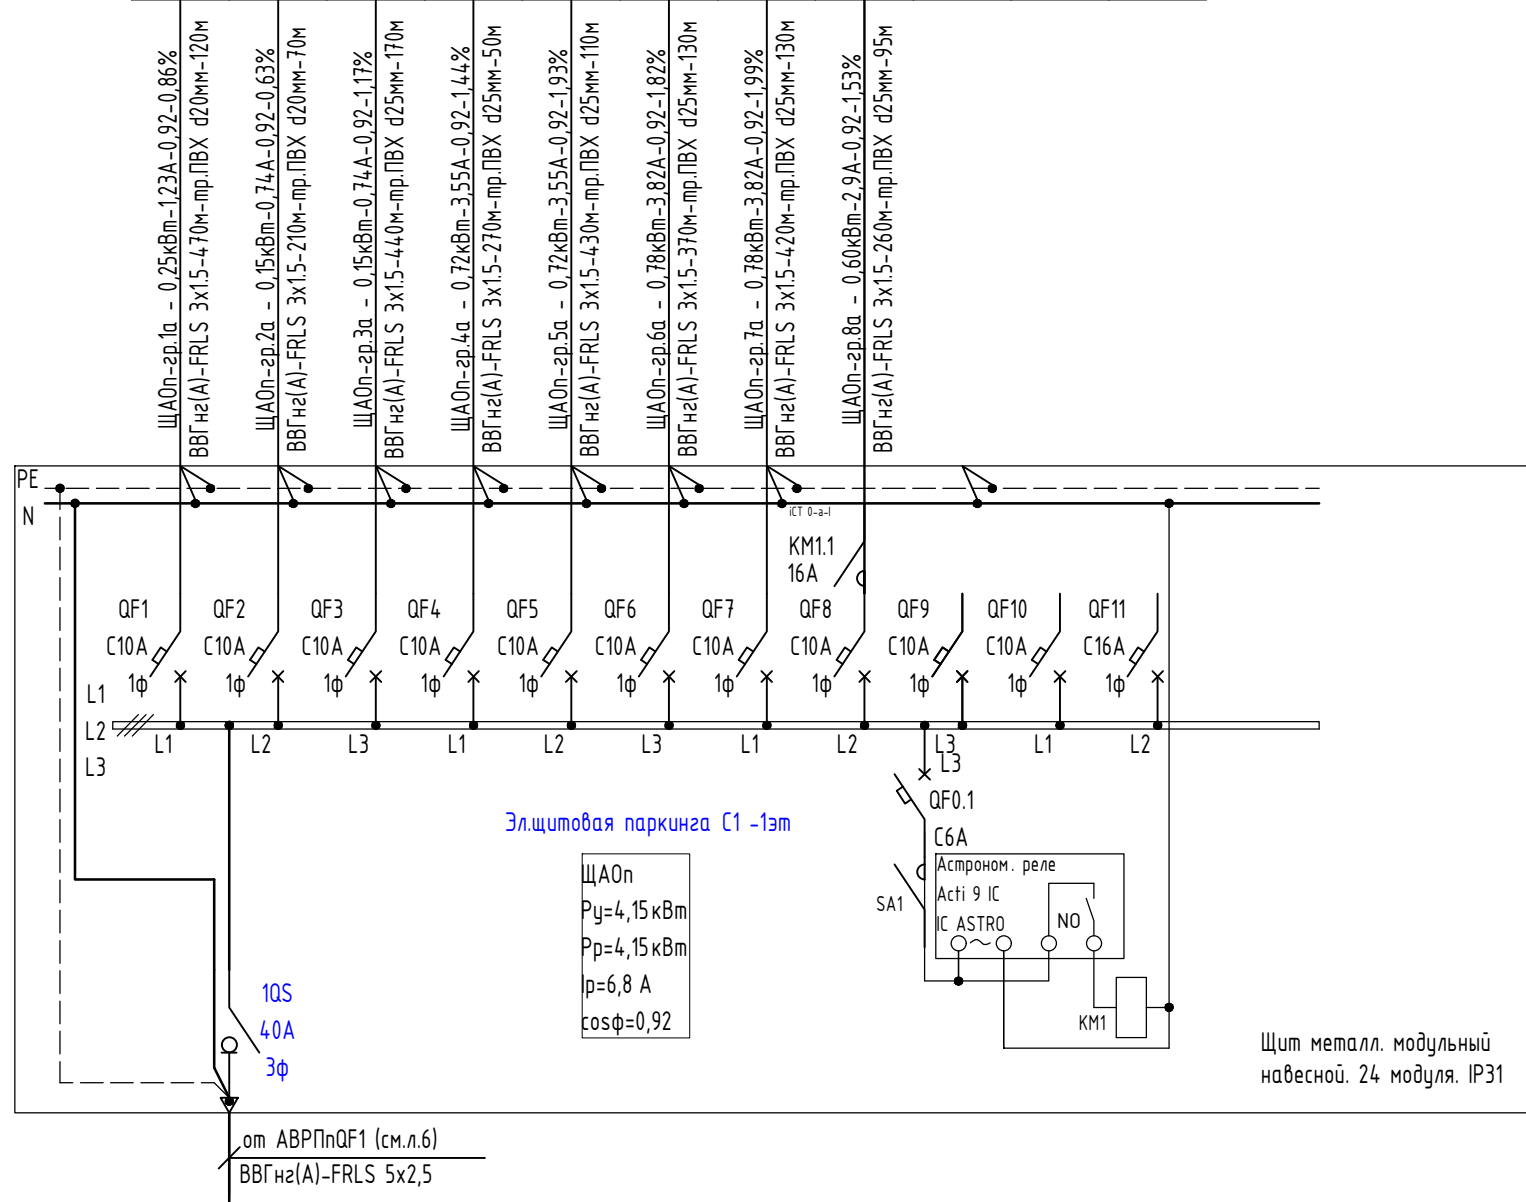 ЩАОп-гр.1а - 0,25кВт-1,23А-0,92-0,86%
ВВГнг(А)-FRLS 3х1.5-470м-тр.ПВХ d20мм-120м
ЩАОп-гр.2а - 0,15кВт-0,74А-0,92-0,63%
ВВГнг(А)-FRLS 3х1.5-210м-тр.ПВХ d20мм-70м
ЩАОп-гр.3а - 0,15кВт-0,74А-0,92-1,17%
ВВГнг(А)-FRLS 3х1.5-440м-тр.ПВХ d25мм-170м
ЩАОп-гр.4а - 0,72кВт-3,55А-0,92-1,44%
ВВГнг(А)-FRLS 3х1.5-270м-тр.ПВХ d25мм-50м
ЩАОп-гр.5а - 0,72кВт-3,55А-0,92-1,93%
ВВГнг(А)-FRLS 3х1.5-430м-тр.ПВХ d25мм-110м
ЩАОп-гр.6а - 0,78кВт-3,82А-0,92-1,82%
ВВГнг(А)-FRLS 3х1.5-370м-тр.ПВХ d25мм-130м
ЩАОп-гр.7а - 0,78кВт-3,82А-0,92-1,99%
ВВГнг(А)-FRLS 3х1.5-420м-тр.ПВХ d25мм-130м
ЩАОп-гр.8а - 0,60кВт-2,9А-0,92-1,53%
ВВГнг(А)-FRLS 3х1.5-260м-тр.ПВХ d25мм-95м
PE
N
iCT 0-a-I
КМ1.1
16А
QF1 QF2 QF3 QF4 QF5 QF6 QF7 QF8 QF9 QF10 QF11
С10А С10А С10А С10А С10А С10А С10А С10А С10А С10А С16А
1ф 1ф 1ф 1ф 1ф 1ф 1ф 1ф 1ф 1ф 1ф
L1
L2
L3
L1 L2 L3 L1 L2 L3 L1 L2 L3 L1 L2
L3
QF0.1
С6А
Эл.щитовая паркинга С1 -1эт
ЩАОп
Ру=4,15кВт
Рр=4,15кВт
Iр=6,8 А
cosф=0,92
SA1
Астроном. реле
Acti 9 IC
IC ASTRO
~
NO
КМ1
1QS
40А
3ф
Щит металл. модульный
навесной. 24 модуля. IP31
от АВРПпQF1 (см.л.6)
ВВГнг(А)-FRLS 5х2,5